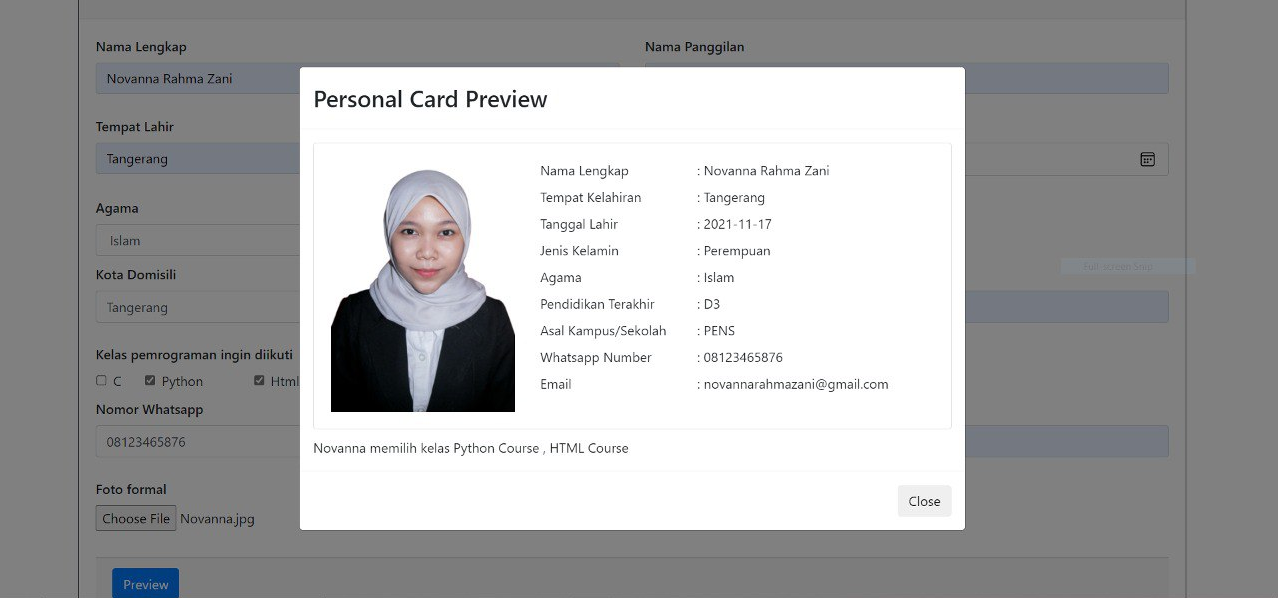 Nama Lengkap
Nama Panggilan
Novanna Rahma Zani
Personal Card Preview
Tempat Lahir
Tangerang
Nama Lengkap : Novanna Rahma Zani
Tempat Kelahiran : Tangerang
Tanggal Lahir : 2021-11-17
Jenis Kelamin : Perempuan
Agama : Islam
Pendidikan Terakhir : D3
Asal Kampus/Sekolah : PENS
Whatsapp Number : 08123465876
Email : novannarahmazani@gmail.com
Novanna memilih kelas Python Course , HTML Course
Close
Agama
Islam
Full-screen Snip
Kota Domisili
Tangerang
Kelas pemrograman ingin diikuti
C Python Html
Nomor Whatsapp
08123465876
Foto formal
Choose File Novanna.jpg
Preview